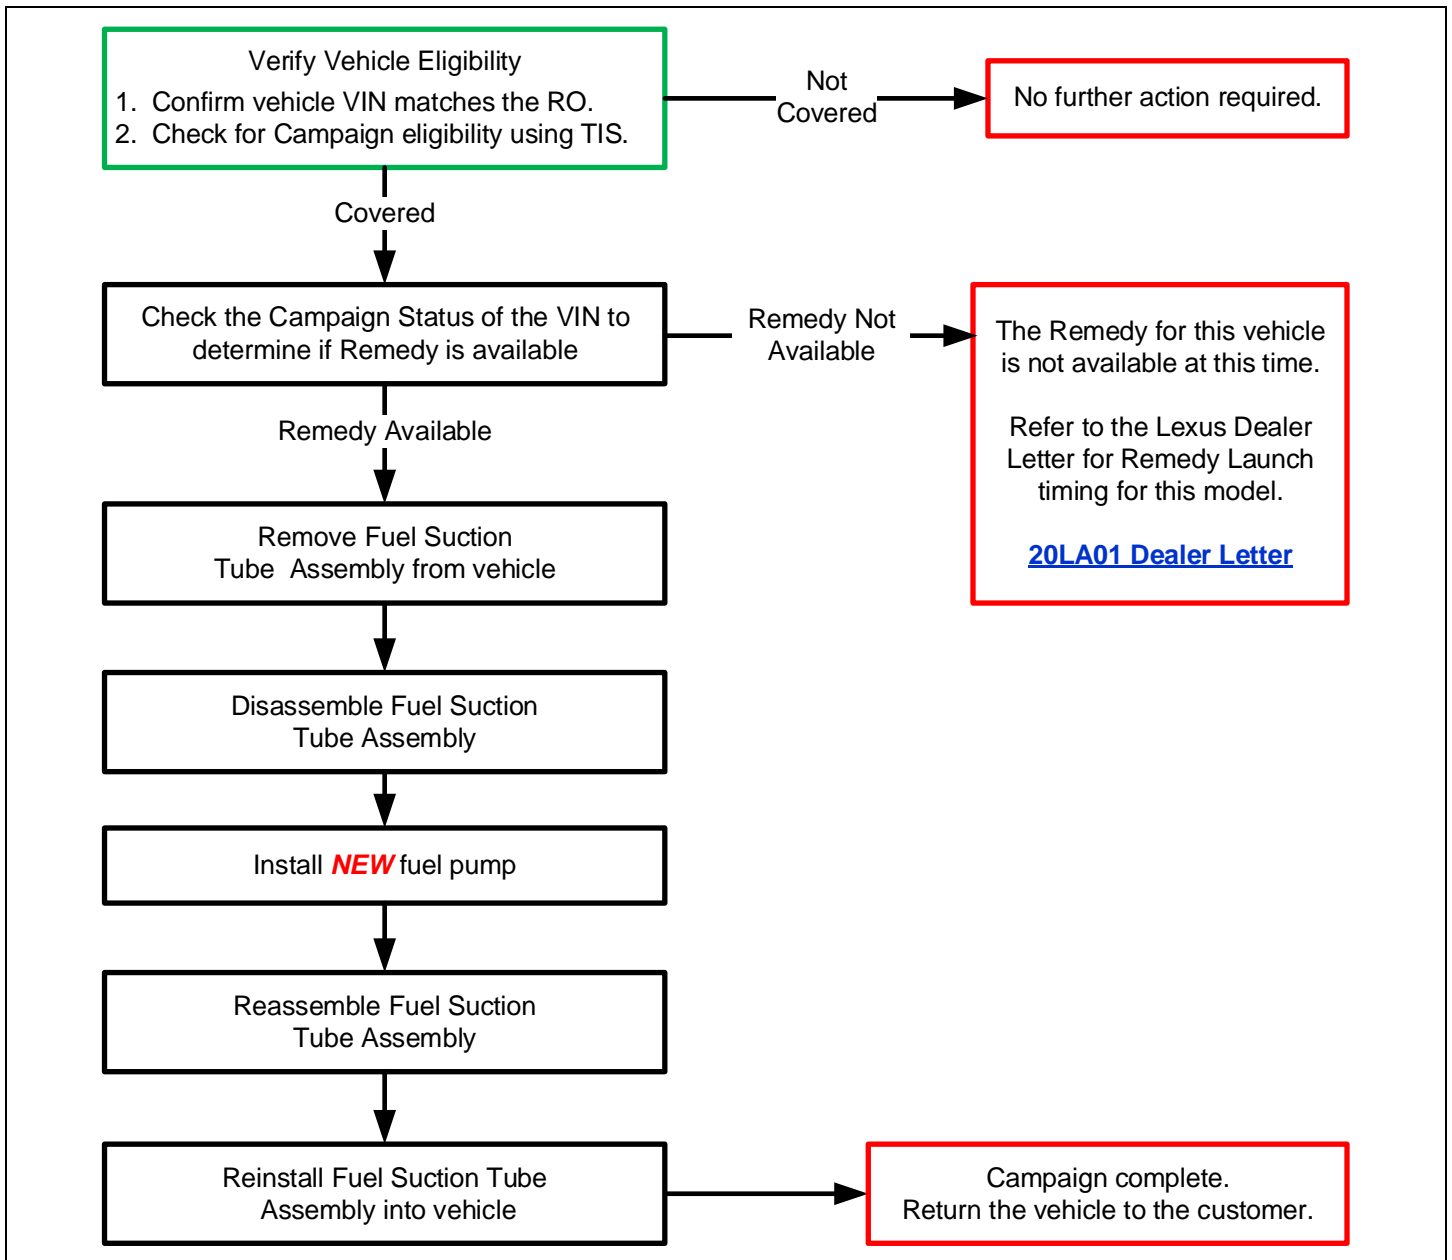 Verify Vehicle Eligibility
1. Confirm vehicle VIN matches the RO.
2. Check for Campaign eligibility using TIS.
Not
Covered
No further action required.
Covered
Check the Campaign Status of the VIN to
determine if Remedy is available
Remedy Not
Available
The Remedy for this vehicle
is not available at this time.
Refer to the Lexus Dealer
Letter for Remedy Launch
timing for this model.
20LA01 Dealer Letter
Remedy Available
Remove Fuel Suction
Tube Assembly from vehicle
Disassemble Fuel Suction
Tube Assembly
Install NEW fuel pump
Reassemble Fuel Suction
Tube Assembly
Reinstall Fuel Suction Tube
Assembly into vehicle
Campaign complete.
Return the vehicle to the customer.